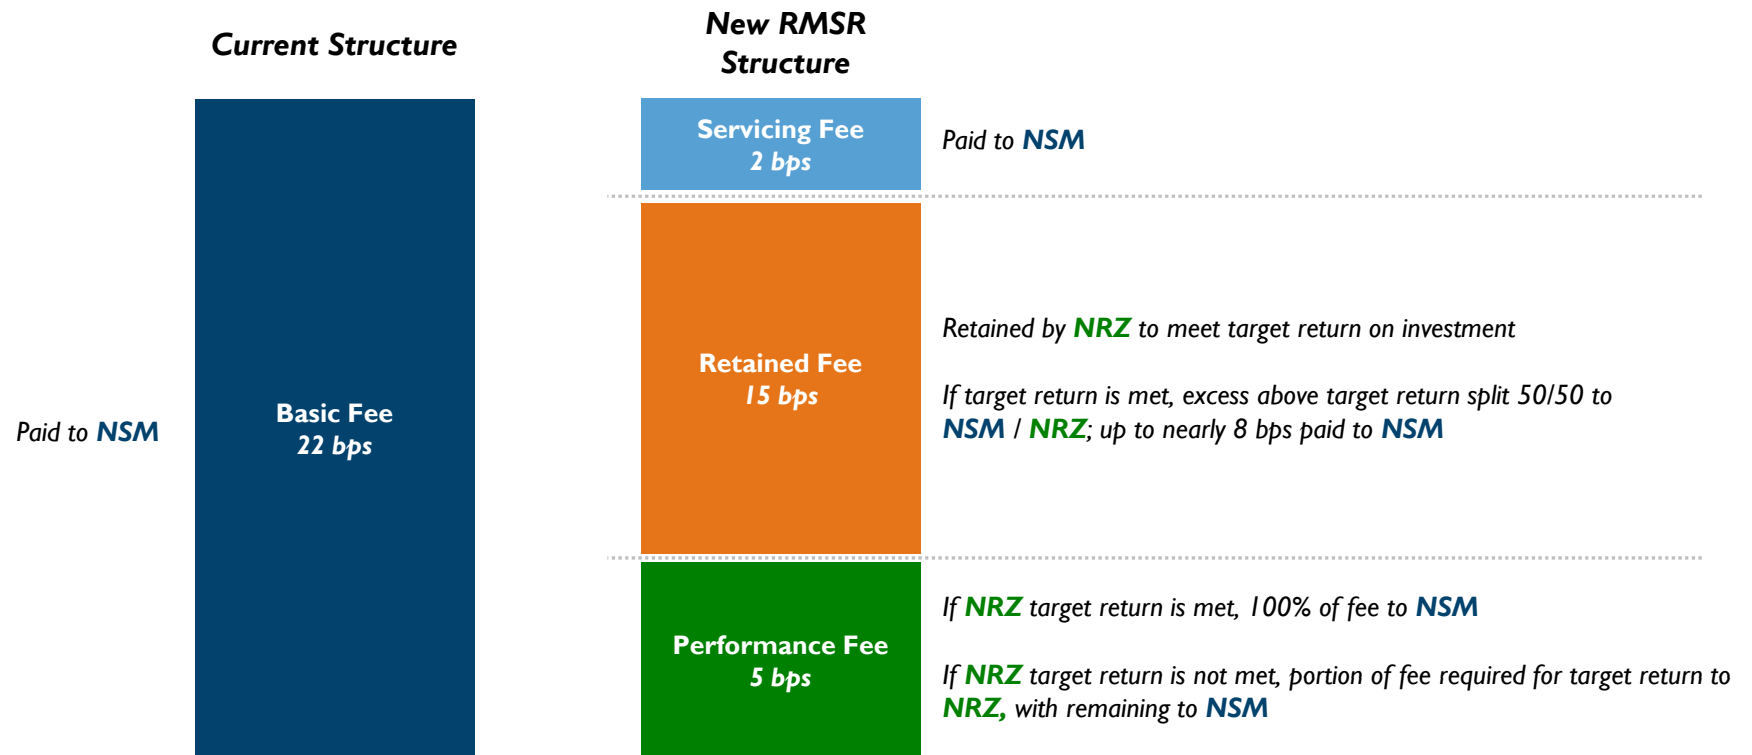 Current Structure
New RMSR
Structure
Paid to NSM
Basic Fee
22 bps
Servicing Fee
2 bps
Paid to NSM
Retained Fee
15 bps
Retained by NRZ to meet target return on investment
If target return is met, excess above target return split 50/50 to
NSM / NRZ; up to nearly 8 bps paid to NSM
Performance Fee
5 bps
If NRZ target return is met, 100% of fee to NSM
If NRZ target return is not met, portion of fee required for target return to
NRZ, with remaining to NSM